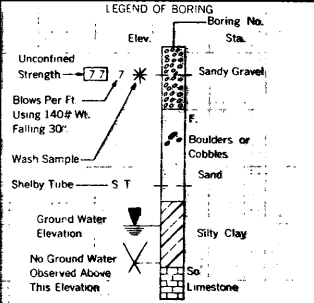 LEGEND OF BORING
Boring No.
Elev. Sta.
Unconfined
Strength 7 7 7 Sandy Gravel
Blows Per Ft.
Using 140# Wt.
Falling 30"
F.
Boulders or
Cobbles
Wash Sample
Sand
Shelby Tube S T
Ground Water
Elevation
Silty Clay
No Ground Water
Observed Above
This Elevation
So
Limestone